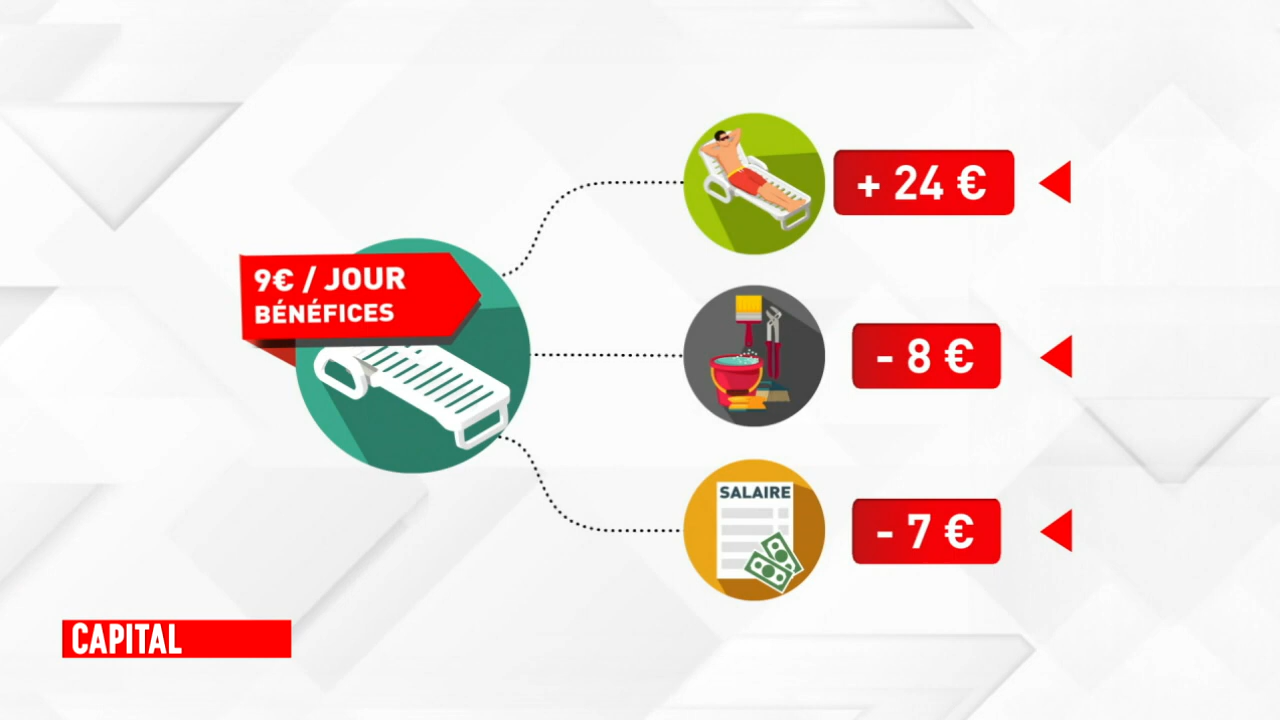 9€ / JOUR
BÉNÉFICES
+ 24 €
- 8 €
SALAIRE
- 7 €
CAPITAL